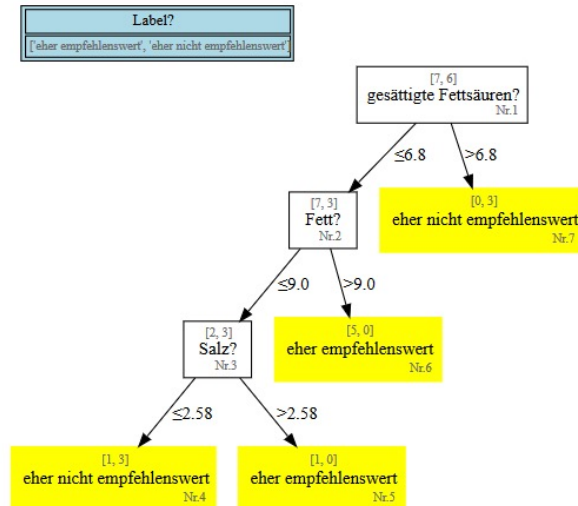 Label?
['eher empfehlenswert', 'eher nicht empfehlenswert']
[7, 6]
gesättigte Fettsäuren?
Nr.1
≤6.8
>6.8
[7, 3]
Fett?
Nr.2
[0, 3]
eher nicht empfehlenswert
Nr.7
≤9.0
>9.0
[2, 3]
Salz?
Nr.3
[5, 0]
eher empfehlenswert
Nr.6
≤2.58
>2.58
[1, 3]
eher nicht empfehlenswert
Nr.4
[1, 0]
eher empfehlenswert
Nr.5